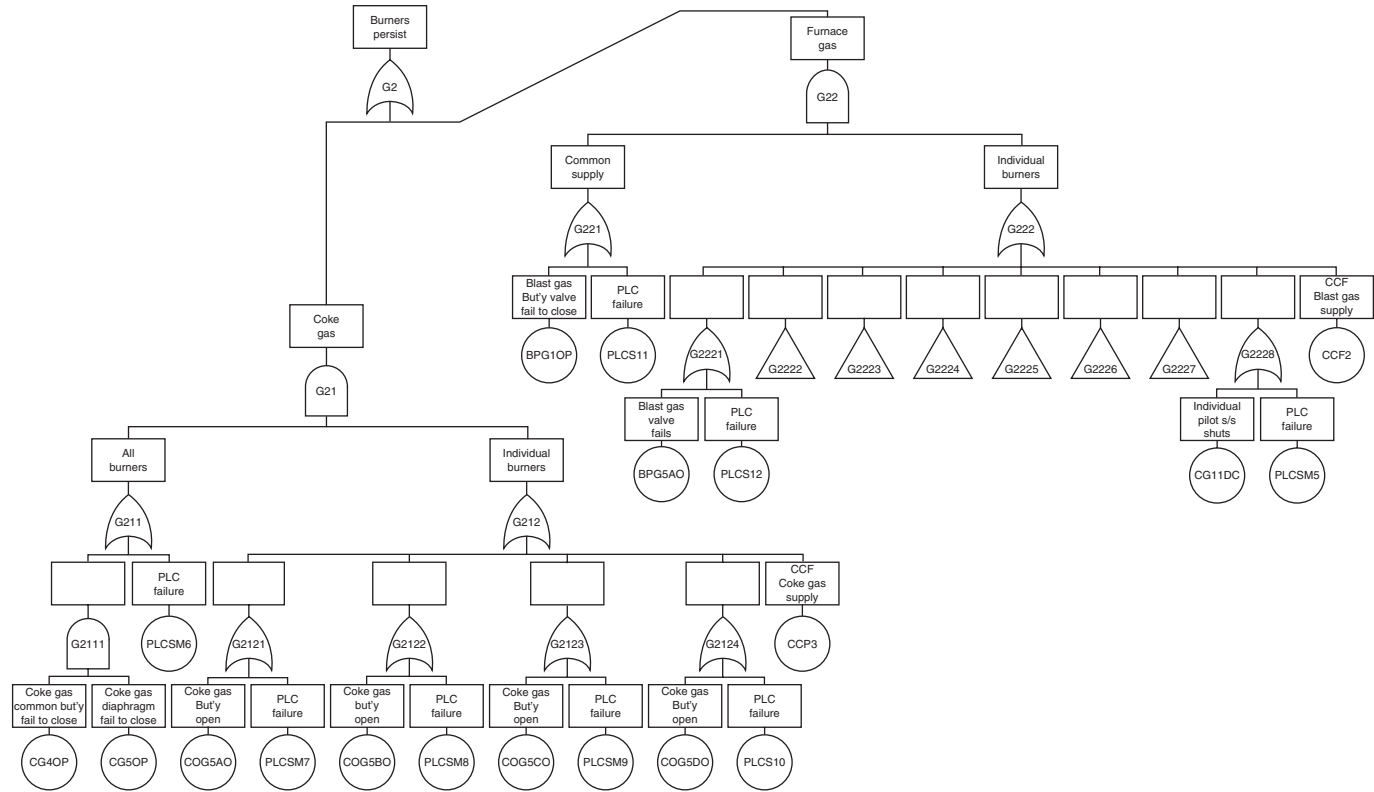 Burners
persist
G2
Furnace
gas
G22
Common
supply
Individual
burners
G221
G222
Blast gas
But'y valve
fail to close
PLC
failure
CCF
Blast gas
supply
BPG1OP
PLCS11
G2221
G2222
G2223
G2224
G2225
G2226
G2227
G2228
CCF2
Blast gas
valve
fails
PLC
failure
Individual
pilot s/s
shuts
PLC
failure
BPG5AO
PLCS12
CG11DC
PLCSM5
Coke
gas
G21
All
burners
Individual
burners
G211
G212
PLC
failure
CCF
Coke gas
supply
G2111
PLCSM6
G2121
G2122
G2123
G2124
CCP3
Coke gas
common but'y
fail to close
Coke gas
diaphragm
fail to close
Coke gas
But'y
open
PLC
failure
Coke gas
but'y
open
PLC
failure
Coke gas
But'y
open
PLC
failure
Coke gas
But'y
open
PLC
failure
CG4OP
CG5OP
COG5AO
PLCSM7
COG5BO
PLCSM8
COG5CO
PLCSM9
COG5DO
PLCS10